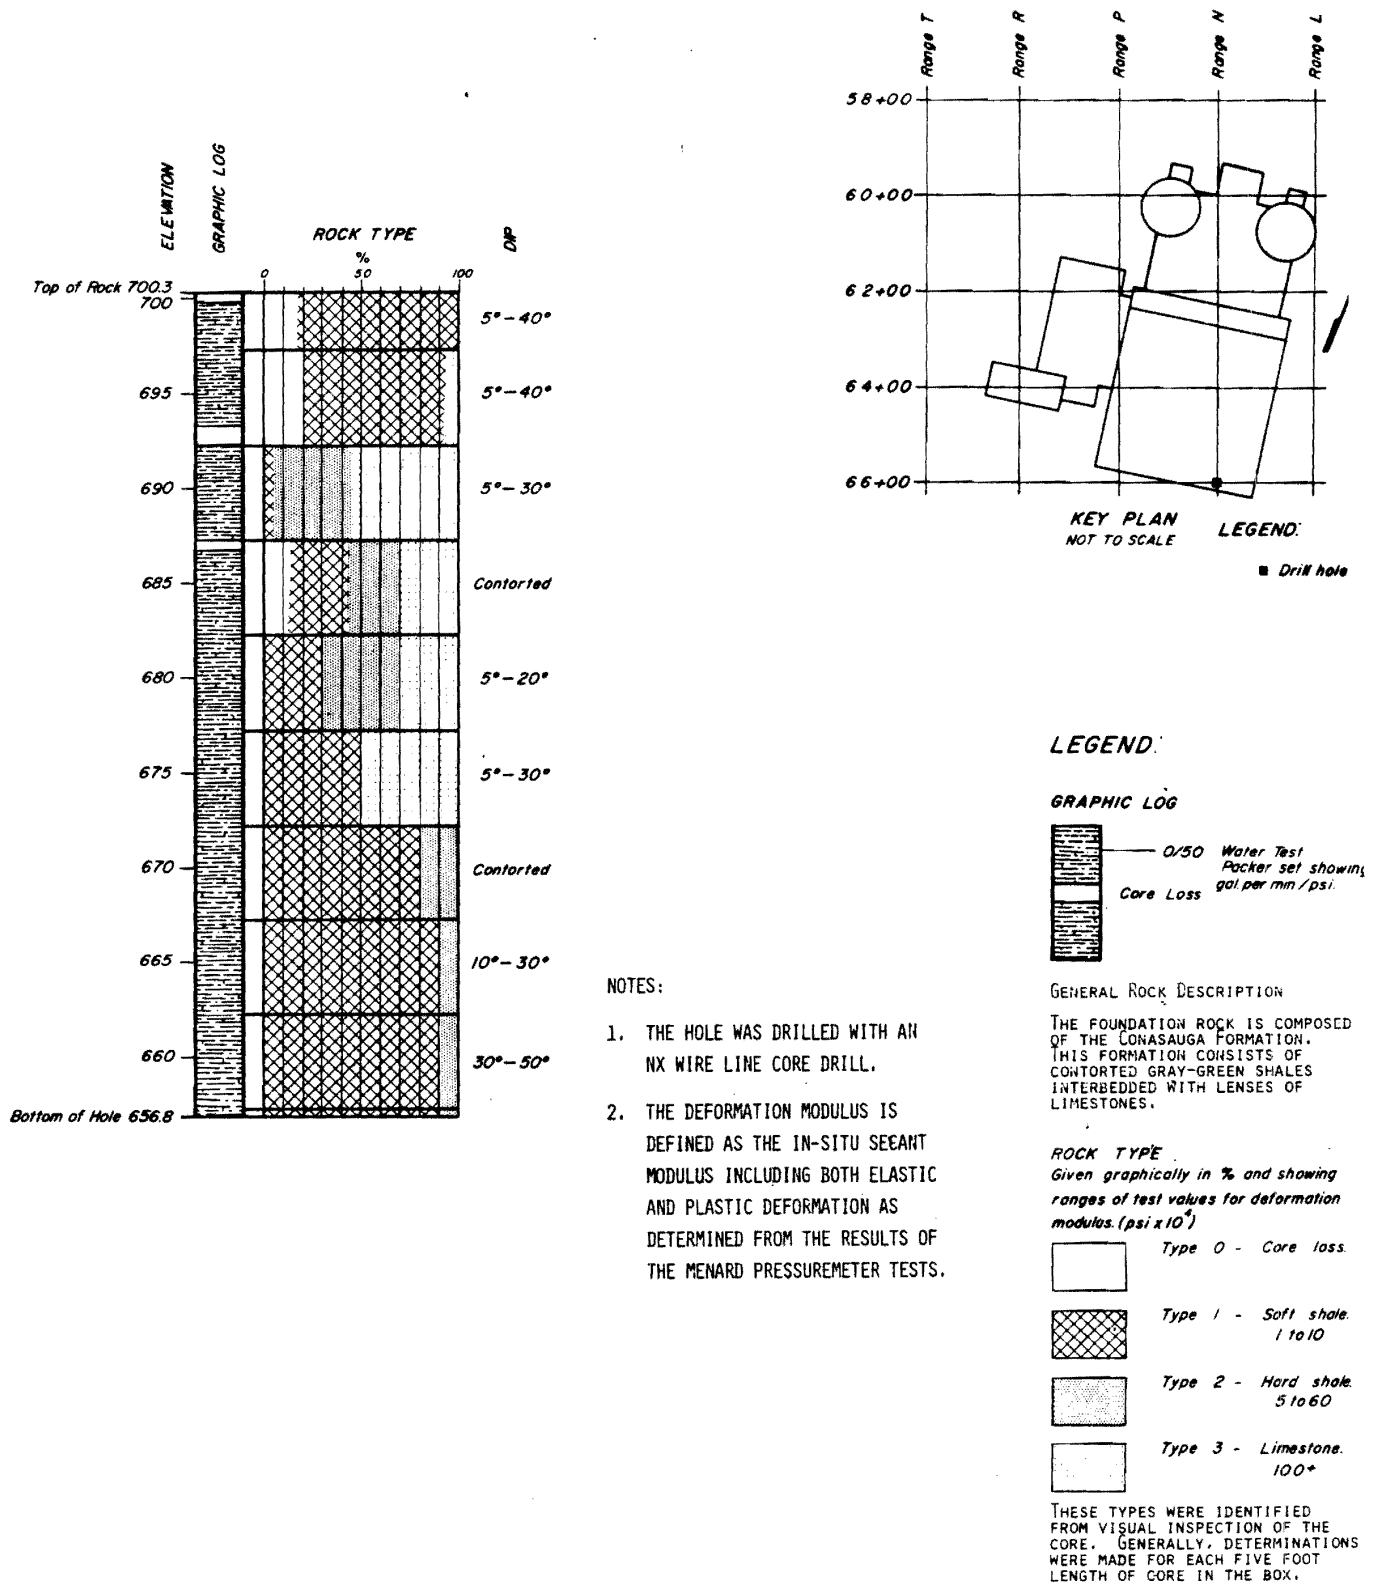 ELEVATION
GRAPHIC LOG
ROCK TYPE
%
0 50 100
DIP
Top of Rock 700.3
700
695
690
685
680
675
670
665
660
Bottom of Hole 656.8
5°-40°
5°-40°
5°-30°
Contorted
5°-20°
5°-30°
Contorted
10°-30°
30°-50°
Range T
Range R
Range P
Range N
Range L
58+00
60+00
62+00
64+00
66+00
KEY PLAN
NOT TO SCALE
LEGEND:
Drill hole
LEGEND:
GRAPHIC LOG
0/50 Water Test
Packer set showing
gal. per min/psi.
Core Loss
GENERAL ROCK DESCRIPTION
THE FOUNDATION ROCK IS COMPOSED
OF THE CONASAUGA FORMATION.
THIS FORMATION CONSISTS OF
CONTORTED GRAY-GREEN SHALES
INTERBEDDED WITH LENSES OF
LIMESTONES.
ROCK TYPE
Given graphically in % and showing
ranges of test values for deformation
modulus. (psi x 10⁴)
Type 0 - Core loss.
Type 1 - Soft shale.
1 to 10
Type 2 - Hard shale.
5 to 60
Type 3 - Limestone.
100+
THESE TYPES WERE IDENTIFIED
FROM VISUAL INSPECTION OF THE
CORE. GENERALLY, DETERMINATIONS
WERE MADE FOR EACH FIVE FOOT
LENGTH OF CORE IN THE BOX.
NOTES:
1. THE HOLE WAS DRILLED WITH AN
NX WIRE LINE CORE DRILL.
2. THE DEFORMATION MODULUS IS
DEFINED AS THE IN-SITU SECANT
MODULUS INCLUDING BOTH ELASTIC
AND PLASTIC DEFORMATION AS
DETERMINED FROM THE RESULTS OF
THE MENARD PRESSUREMETER TESTS.